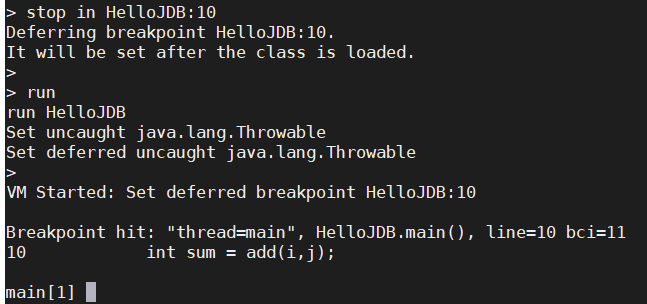 > stop in HelloJDB:10
Deferring breakpoint HelloJDB:10.
It will be set after the class is loaded.
>
> run
run HelloJDB
Set uncaught java.lang.Throwable
Set deferred uncaught java.lang.Throwable
>
VM Started: Set deferred breakpoint HelloJDB:10
Breakpoint hit: "thread=main", HelloJDB.main(), line=10 bci=11
10            int sum = add(i,j);
main[1]